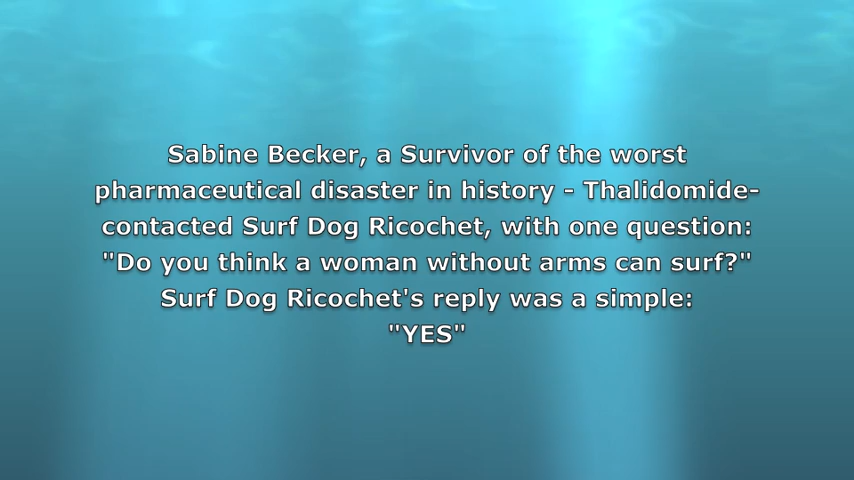 Sabine Becker, a Survivor of the worst
pharmaceutical disaster in history - Thalidomide-
contacted Surf Dog Ricochet, with one question:
"Do you think a woman without arms can surf?"
Surf Dog Ricochet's reply was a simple:
"YES"